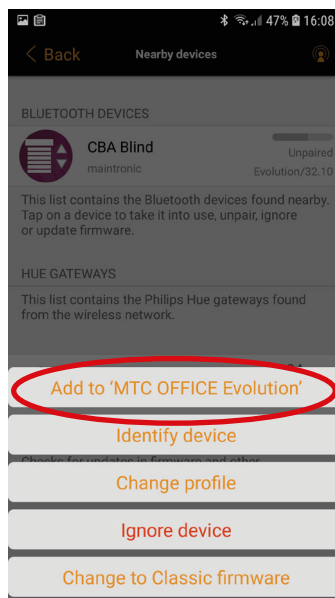 47% 16:08
Back
Nearby devices
BLUETOOTH DEVICES
CBA Blind
maintronic
Unpaired
Evolution/32.10
This list contains the Bluetooth devices found nearby.
Tap on a device to take it into use, unpair, ignore
or update firmware.
HUE GATEWAYS
This list contains the Philips Hue gateways found
from the wireless network.
Add to ‘MTC OFFICE Evolution’
Identify device
Checks for updates in firmware and other
Change profile
Ignore device
Change to Classic firmware